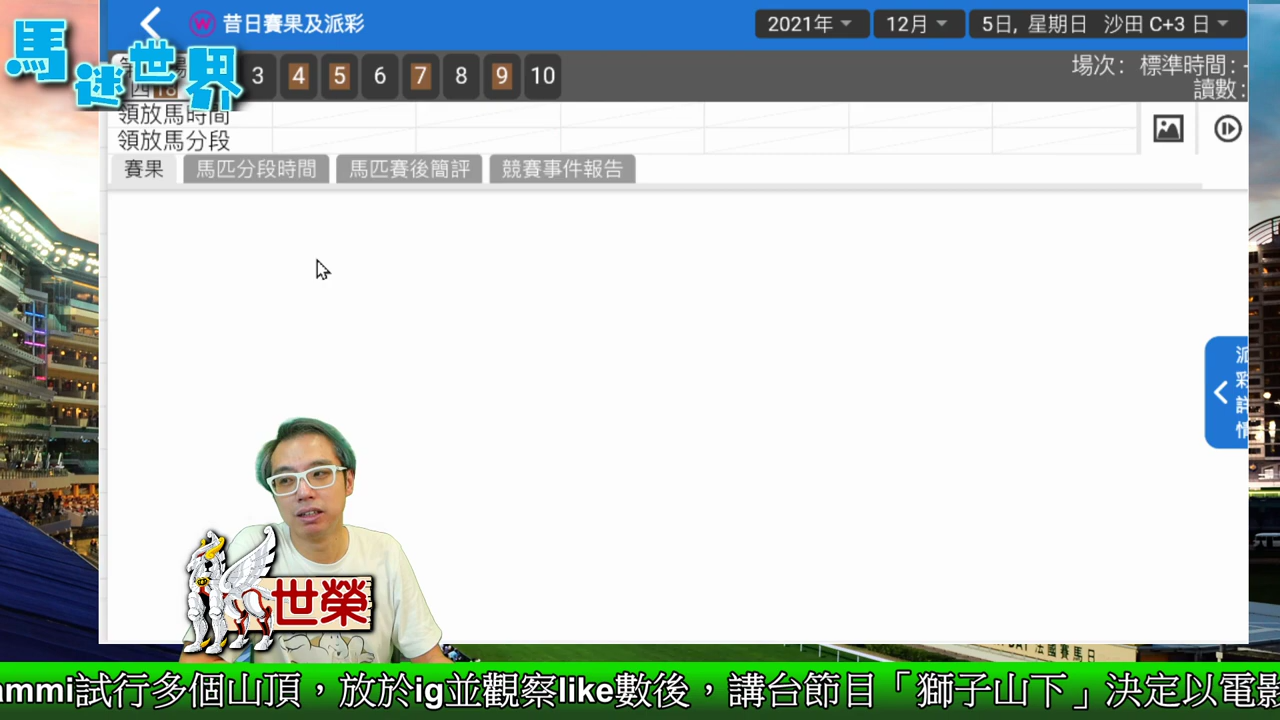 昔日賽果及派彩
2021年
12月
5日, 星期日 沙田 C+3 日
馬迷世界
3 4 5 6 7 8 9 10
場次: 標準時間: -
讀數:
領放馬時間
領放馬分段
賽果
馬匹分段時間
馬匹賽後簡評
競賽事件報告
派彩詳情
世榮
法國賽馬日
ammi試行多個山頂，放於ig並觀察like數後，講台節目「獅子山下」決定以電影